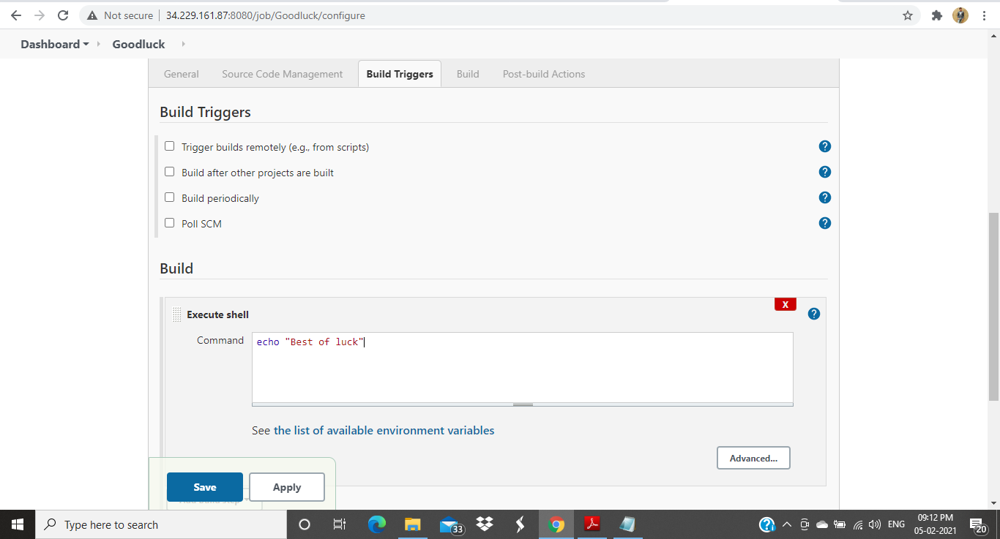 Not secure 34.229.161.87:8080/job/Goodluck/configure
Dashboard Goodluck
General Source Code Management Build Triggers Build Post-build Actions
Build Triggers
Trigger builds remotely (e.g., from scripts) ?
Build after other projects are built ?
Build periodically ?
Poll SCM ?
Build
X
Execute shell ?
Command echo "Best of luck"
See the list of available environment variables
Advanced...
Save Apply
Add build step
Type here to search 33 ? ENG 09:12 PM
05-02-2021 20